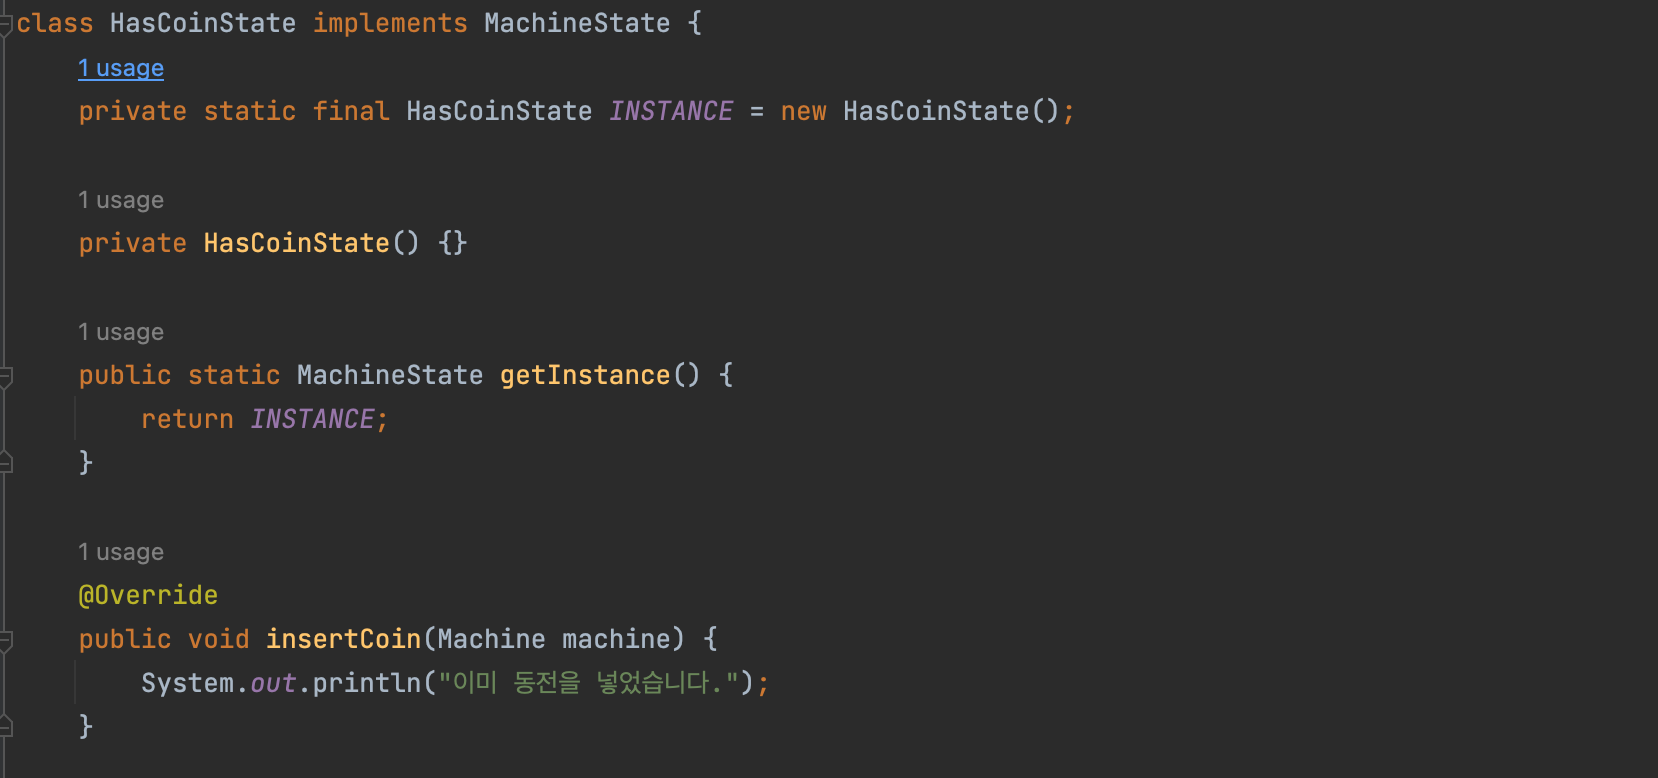 class HasCoinState implements MachineState {
1 usage
private static final HasCoinState INSTANCE = new HasCoinState();
1 usage
private HasCoinState() {}
1 usage
public static MachineState getInstance() {
return INSTANCE;
}
1 usage
@Override
public void insertCoin(Machine machine) {
System.out.println("이미 동전을 넣었습니다.");
}